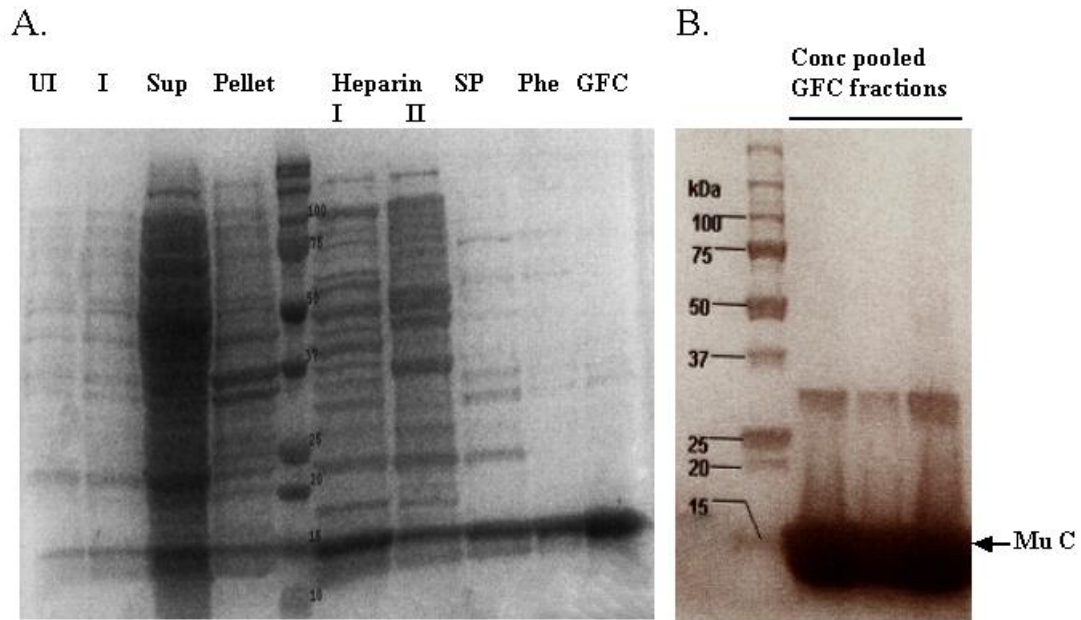 A.
UI I Sup Pellet Heparin SP Phe GFC
I II
100
75
50
37
25
20
15
10
B.
Conc pooled
GFC fractions
kDa
100
75
50
37
25
20
15
Mu C